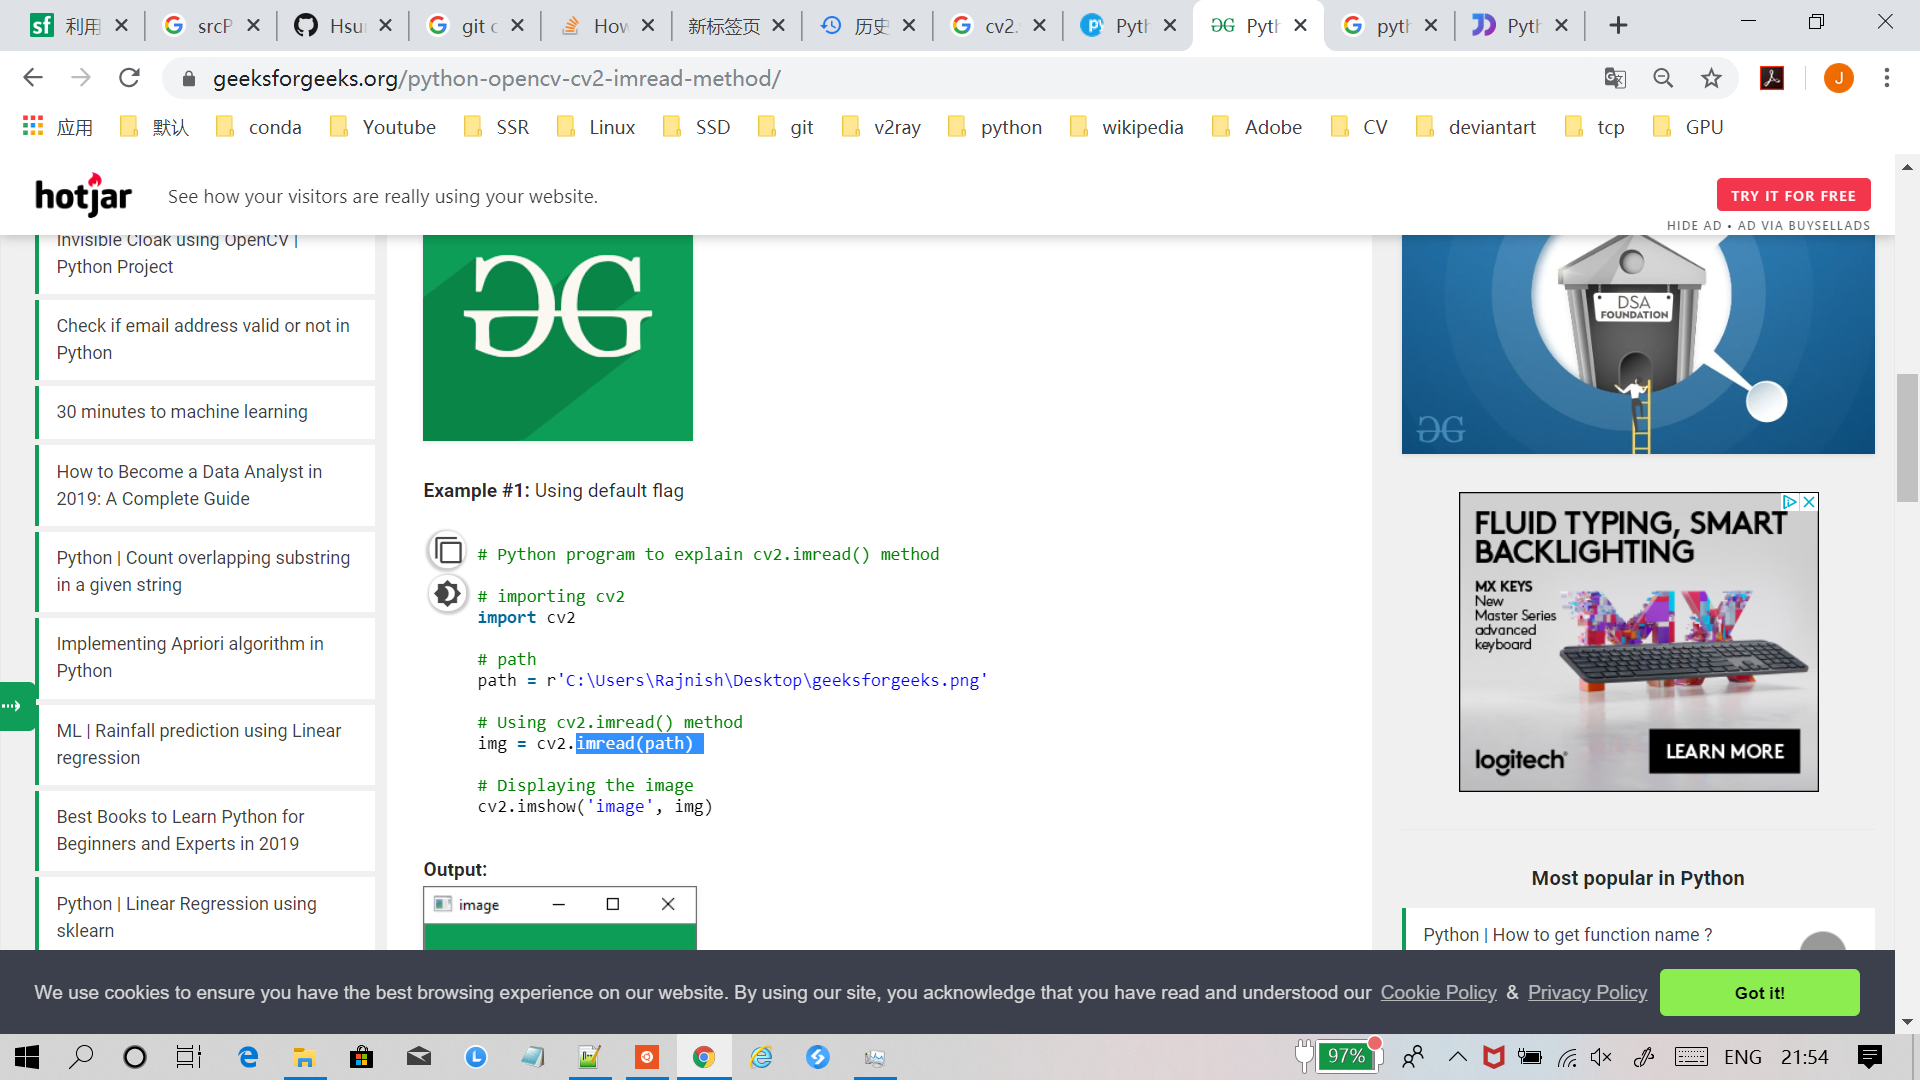 利用
srcP
Hsu
git c
How
新标签页
历史
cv2.
Pyth
Pyth
pyth
Pyth
geeksforgeeks.org/python-opencv-cv2-imread-method/
J
应用
默认
conda
Youtube
SSR
Linux
SSD
git
v2ray
python
wikipedia
Adobe
CV
deviantart
tcp
GPU
hotjar
See how your visitors are really using your website.
TRY IT FOR FREE
HIDE AD • AD VIA BUYSELLADS
Invisible Cloak using OpenCV |
Python Project
Check if email address valid or not in
Python
30 minutes to machine learning
How to Become a Data Analyst in
2019: A Complete Guide
Python | Count overlapping substring
in a given string
Implementing Apriori algorithm in
Python
ML | Rainfall prediction using Linear
regression
Best Books to Learn Python for
Beginners and Experts in 2019
Python | Linear Regression using
sklearn
Example #1: Using default flag
# Python program to explain cv2.imread() method
# importing cv2
import cv2
# path
path = r'C:\Users\Rajnish\Desktop\geeksforgeeks.png'
# Using cv2.imread() method
img = cv2.imread(path)
# Displaying the image
cv2.imshow('image', img)
Output:
image
DSA
FOUNDATION
FLUID TYPING, SMART
BACKLIGHTING
MX KEYS
New
Master Series
advanced
keyboard
logitech
LEARN MORE
Most popular in Python
Python | How to get function name ?
We use cookies to ensure you have the best browsing experience on our website. By using our site, you acknowledge that you have read and understood our Cookie Policy & Privacy Policy
Got it!
97%
ENG
21:54